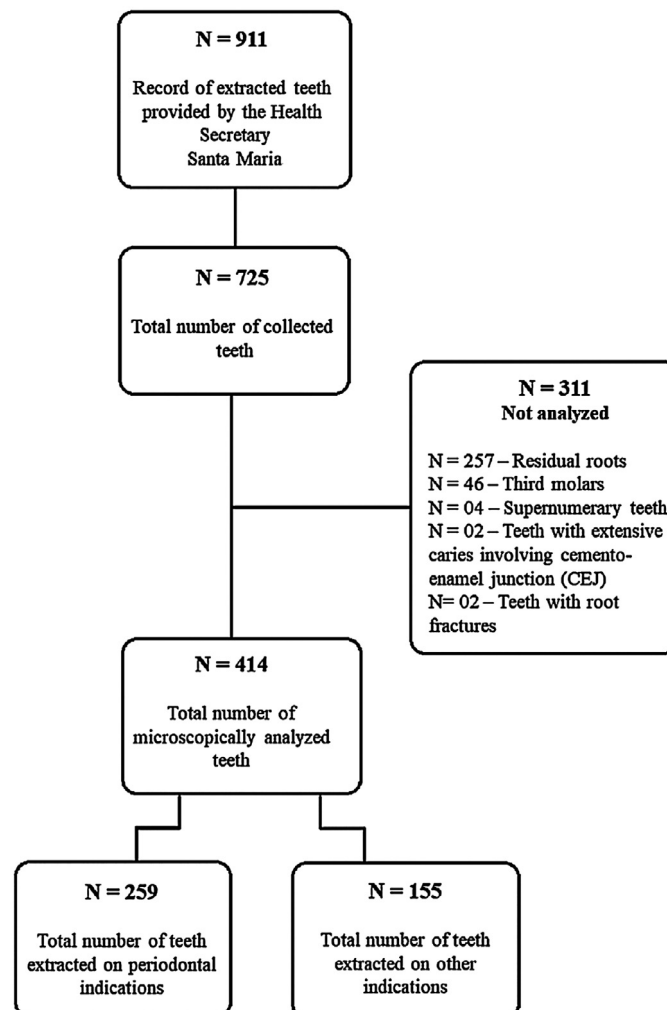 N = 911
Record of extracted teeth
provided by the Health
Secretary
Santa Maria
N = 725
Total number of collected
teeth
N = 311
Not analyzed
N = 257 – Residual roots
N = 46 – Third molars
N = 04 – Supernumerary teeth
N = 02 – Teeth with extensive
caries involving cemento-
enamel junction (CEJ)
N= 02 – Teeth with root
fractures
N = 414
Total number of
microscopically analyzed
teeth
N = 259
Total number of teeth
extracted on periodontal
indications
N = 155
Total number of teeth
extracted on other
indications